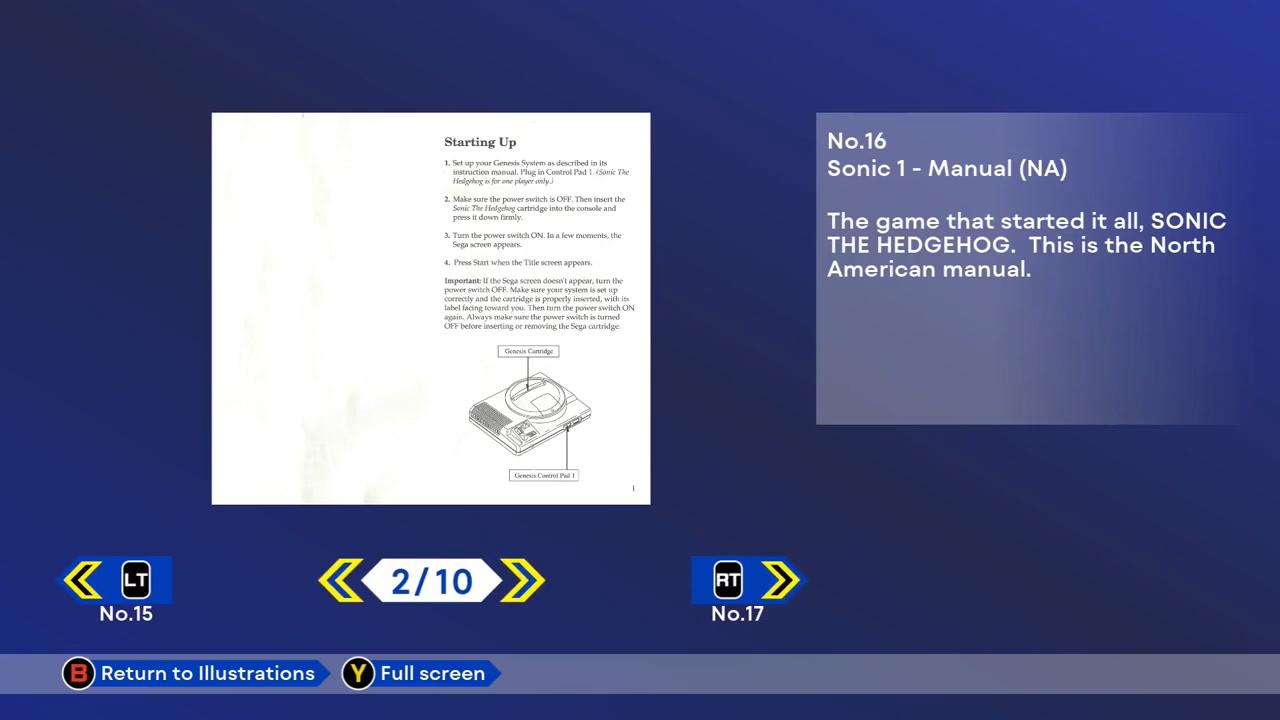 Starting Up
1. Set up your Genesis System as described in its
instruction manual. Plug in Control Pad 1. (Sonic The
Hedgehog is for one player only.)
2. Make sure the power switch is OFF. Then insert the
Sonic The Hedgehog cartridge into the console and
press it down firmly.
3. Turn the power switch ON. In a few moments, the
Sega screen appears.
4. Press Start when the Title screen appears.
Important: If the Sega screen doesn't appear, turn the
power switch OFF. Make sure your system is set up
correctly and the cartridge is properly inserted, with its
label facing toward you. Then turn the power switch ON
again. Always make sure the power switch is turned
OFF before inserting or removing the Sega cartridge.
Genesis Cartridge
Genesis Control Pad 1
1
No.16
Sonic 1 - Manual (NA)
The game that started it all, SONIC
THE HEDGEHOG. This is the North
American manual.
LT
No.15
2/10
RT
No.17
B Return to Illustrations
Y Full screen